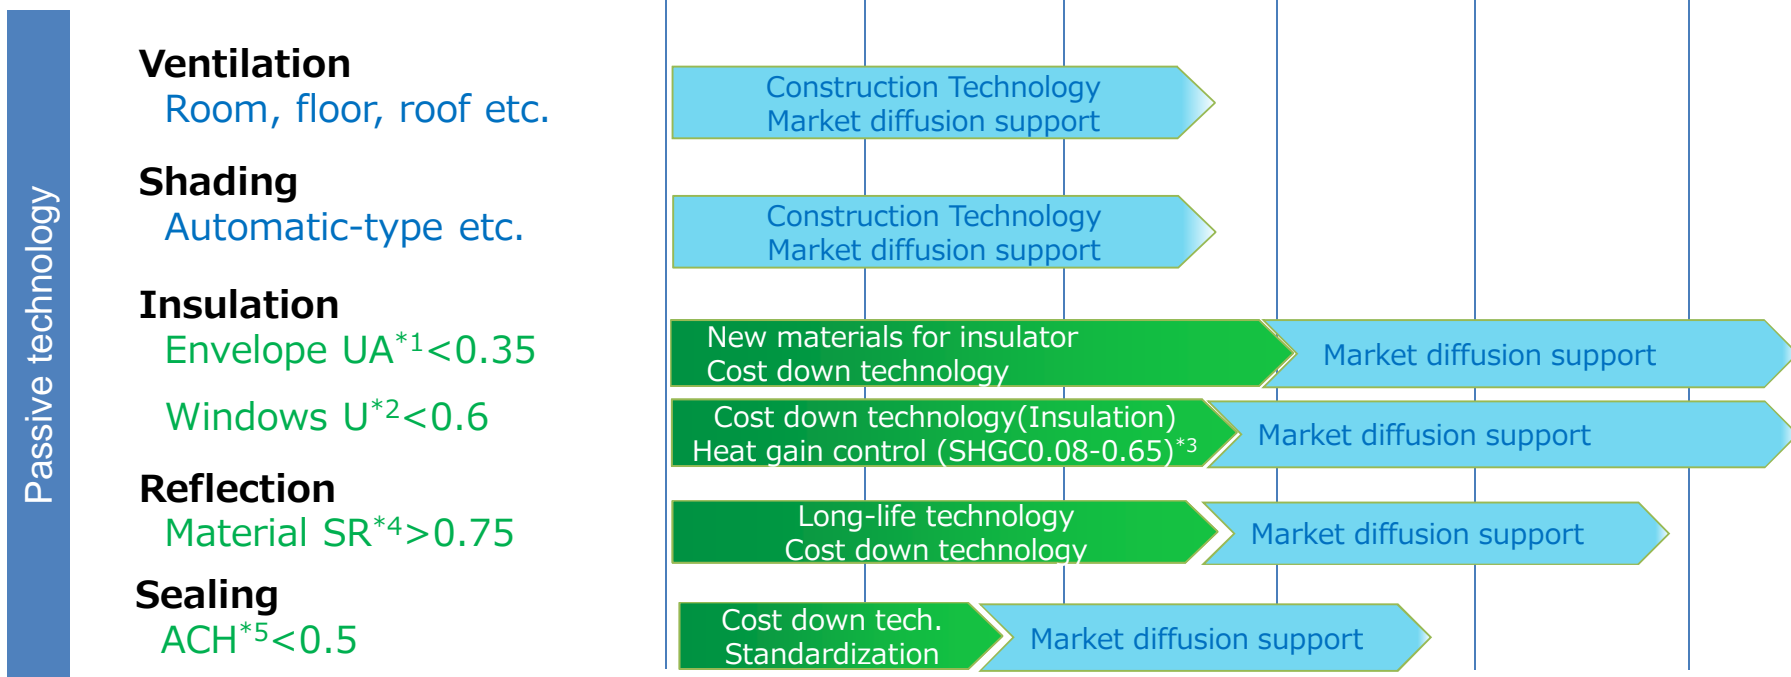 Passive technology
Ventilation
Room, floor, roof etc.
Construction Technology
Market diffusion support
Shading
Automatic-type etc.
Construction Technology
Market diffusion support
Insulation
Envelope UA*1<0.35
New materials for insulator
Cost down technology
Market diffusion support
Windows U*2<0.6
Cost down technology(Insulation)
Heat gain control (SHGC0.08-0.65)*3
Market diffusion support
Reflection
Material SR*4>0.75
Long-life technology
Cost down technology
Market diffusion support
Sealing
ACH*5<0.5
Cost down tech.
Standardization
Market diffusion support